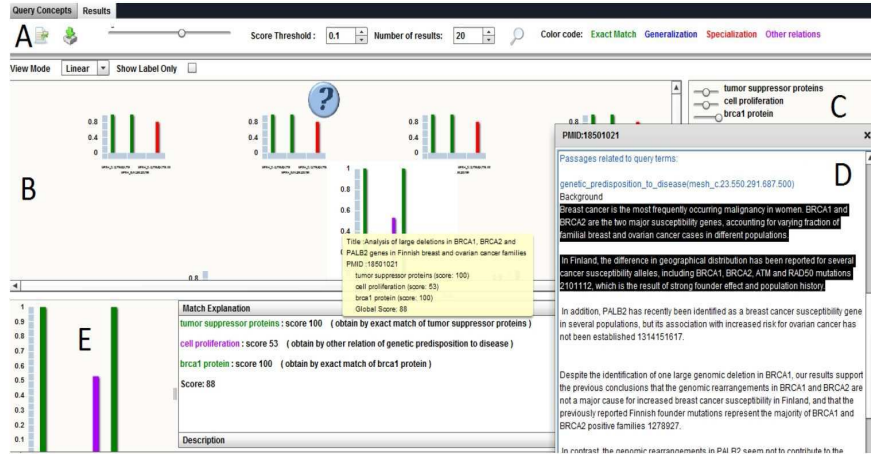 Query Concepts Results
A Score Threshold : 0.1 Number of results: 20 Color code: Exact Match Generalization Specialization Other relations
View Mode Linear Show Label Only
tumor suppressor proteins
cell proliferation
brca1 protein
C
?
0.8 0.8 0.8 0.8
0.4 0.4 0.4
0 0 0
B
1
0.8
0.6
0.4
Title :Analysis of large deletions in BRCA1, BRCA2 and
PALB2 genes in Finnish breast and ovarian cancer families
PMID :18501021
tumor suppressor proteins (score: 100)
cell proliferation (score: 53)
brca1 protein (score: 100)
Global Score: 88
0.8
PMID:18501021 x
Passages related to query terms:
D
genetic_predisposition_to_disease(mesh_c.23.550.291.687.500)
Background
Breast cancer is the most frequently occurring malignancy in women. BRCA1 and
BRCA2 are the two major susceptibility genes, accounting for varying fraction of
familial breast and ovarian cancer cases in different populations.
In Finland, the difference in geographical distribution has been reported for several
cancer susceptibility alleles, including BRCA1, BRCA2, ATM and RAD50 mutations
2101112, which is the result of strong founder effect and population history.
In addition, PALB2 has recently been identified as a breast cancer susceptibility gene
in several populations, but its association with increased risk for ovarian cancer has
not been established 1314151617.
Despite the identification of one large genomic deletion in BRCA1, our results support
the previous conclusions that the genomic rearrangements in BRCA1 and BRCA2 are
not a major cause for increased breast cancer susceptibility in Finland, and that the
previously reported Finnish founder mutations represent the majority of BRCA1 and
BRCA2 positive families 1278927.
In contrast, the genomic rearrangements in PALB2 seem not to contribute to the
1
0.9
0.8
0.7
0.6
0.5
0.4
0.3
0.2
0.1
E
Match Explanation
tumor suppressor proteins : score 100 ( obtain by exact match of tumor suppressor proteins )
cell proliferation : score 53 ( obtain by other relation of genetic predisposition to disease )
brca1 protein : score 100 ( obtain by exact match of brca1 protein )
Score: 88
Description